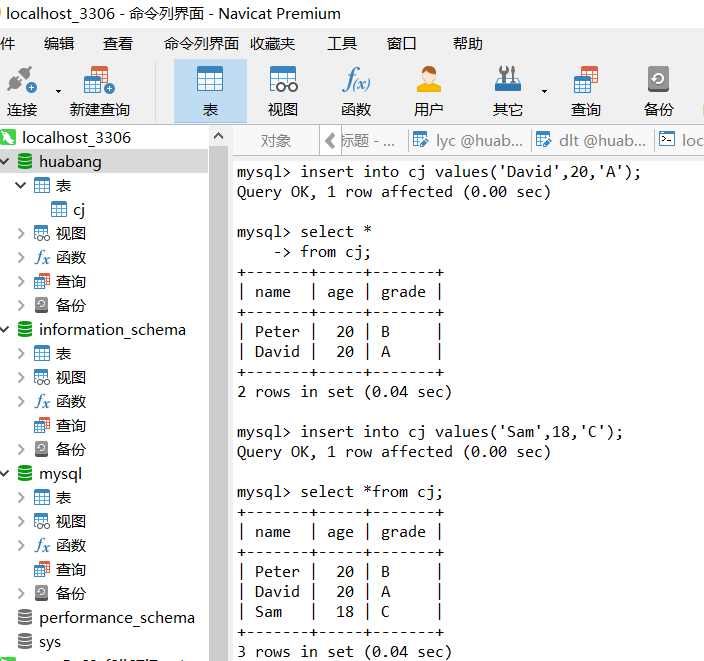 localhost_3306 - 命令列界面 - Navicat Premium
件 编辑 查看 命令列界面 收藏夹 工具 窗口 帮助
连接 新建查询 表 视图 函数 用户 其它 查询 备份
localhost_3306
huabang
表
cj
视图
函数
查询
备份
information_schema
表
视图
函数
查询
备份
mysql
表
视图
函数
查询
备份
performance_schema
sys
对象 标题 - ... lyc @huab... dlt @huab... loc
mysql> insert into cj values('David',20,'A');
Query OK, 1 row affected (0.00 sec)
mysql> select *
    -> from cj;
+-------+-----+-------+
| name  | age | grade |
+-------+-----+-------+
| Peter |  20 | B     |
| David |  20 | A     |
+-------+-----+-------+
2 rows in set (0.04 sec)
mysql> insert into cj values('Sam',18,'C');
Query OK, 1 row affected (0.00 sec)
mysql> select *from cj;
+-------+-----+-------+
| name  | age | grade |
+-------+-----+-------+
| Peter |  20 | B     |
| David |  20 | A     |
| Sam   |  18 | C     |
+-------+-----+-------+
3 rows in set (0.04 sec)